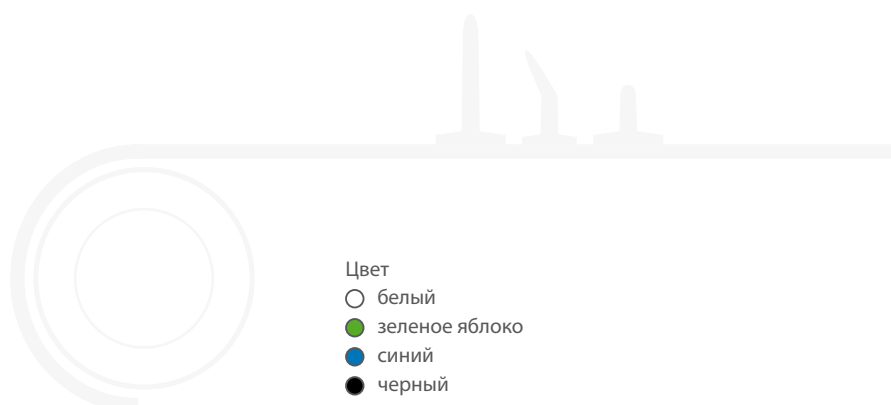 Цвет
белый
зеленое яблоко
синий
черный